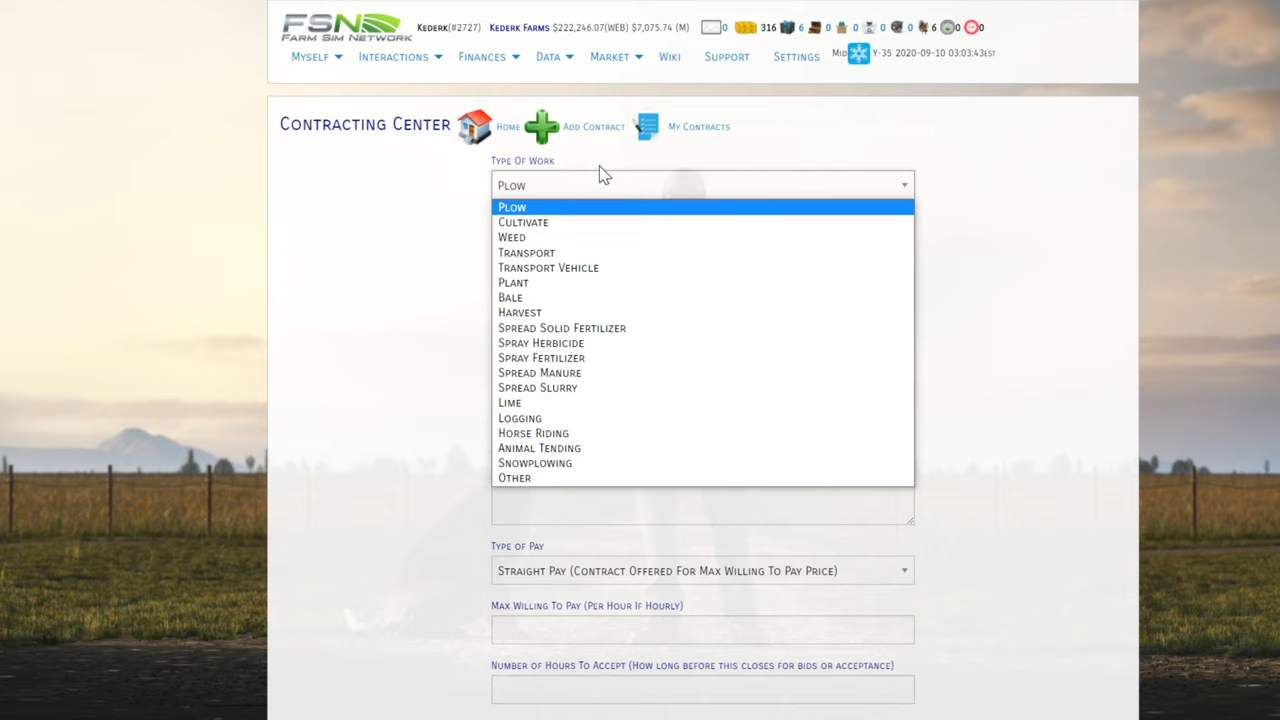 FSN
Farm Sim Network
Kederk(#2727) Kederk Farms $222,246.07(WEB) $7,075.74 (M) 0 316 6 0 0 0 0 6 0 0
Myself Interactions Finances Data Market Wiki Support Settings Mid Y-35 2020-09-10 03:03:43EST
Contracting Center Home Add Contract My Contracts
Type Of Work
Plow
Plow
Cultivate
Weed
Transport
Transport Vehicle
Plant
Bale
Harvest
Spread Solid Fertilizer
Spray Herbicide
Spray Fertilizer
Spread Manure
Spread Slurry
Lime
Logging
Horse Riding
Animal Tending
Snowplowing
Other
Type of Pay
Straight Pay (Contract Offered For Max Willing To Pay Price)
Max Willing To Pay (Per Hour If Hourly)
Number of Hours To Accept (How long before this closes for bids or acceptance)